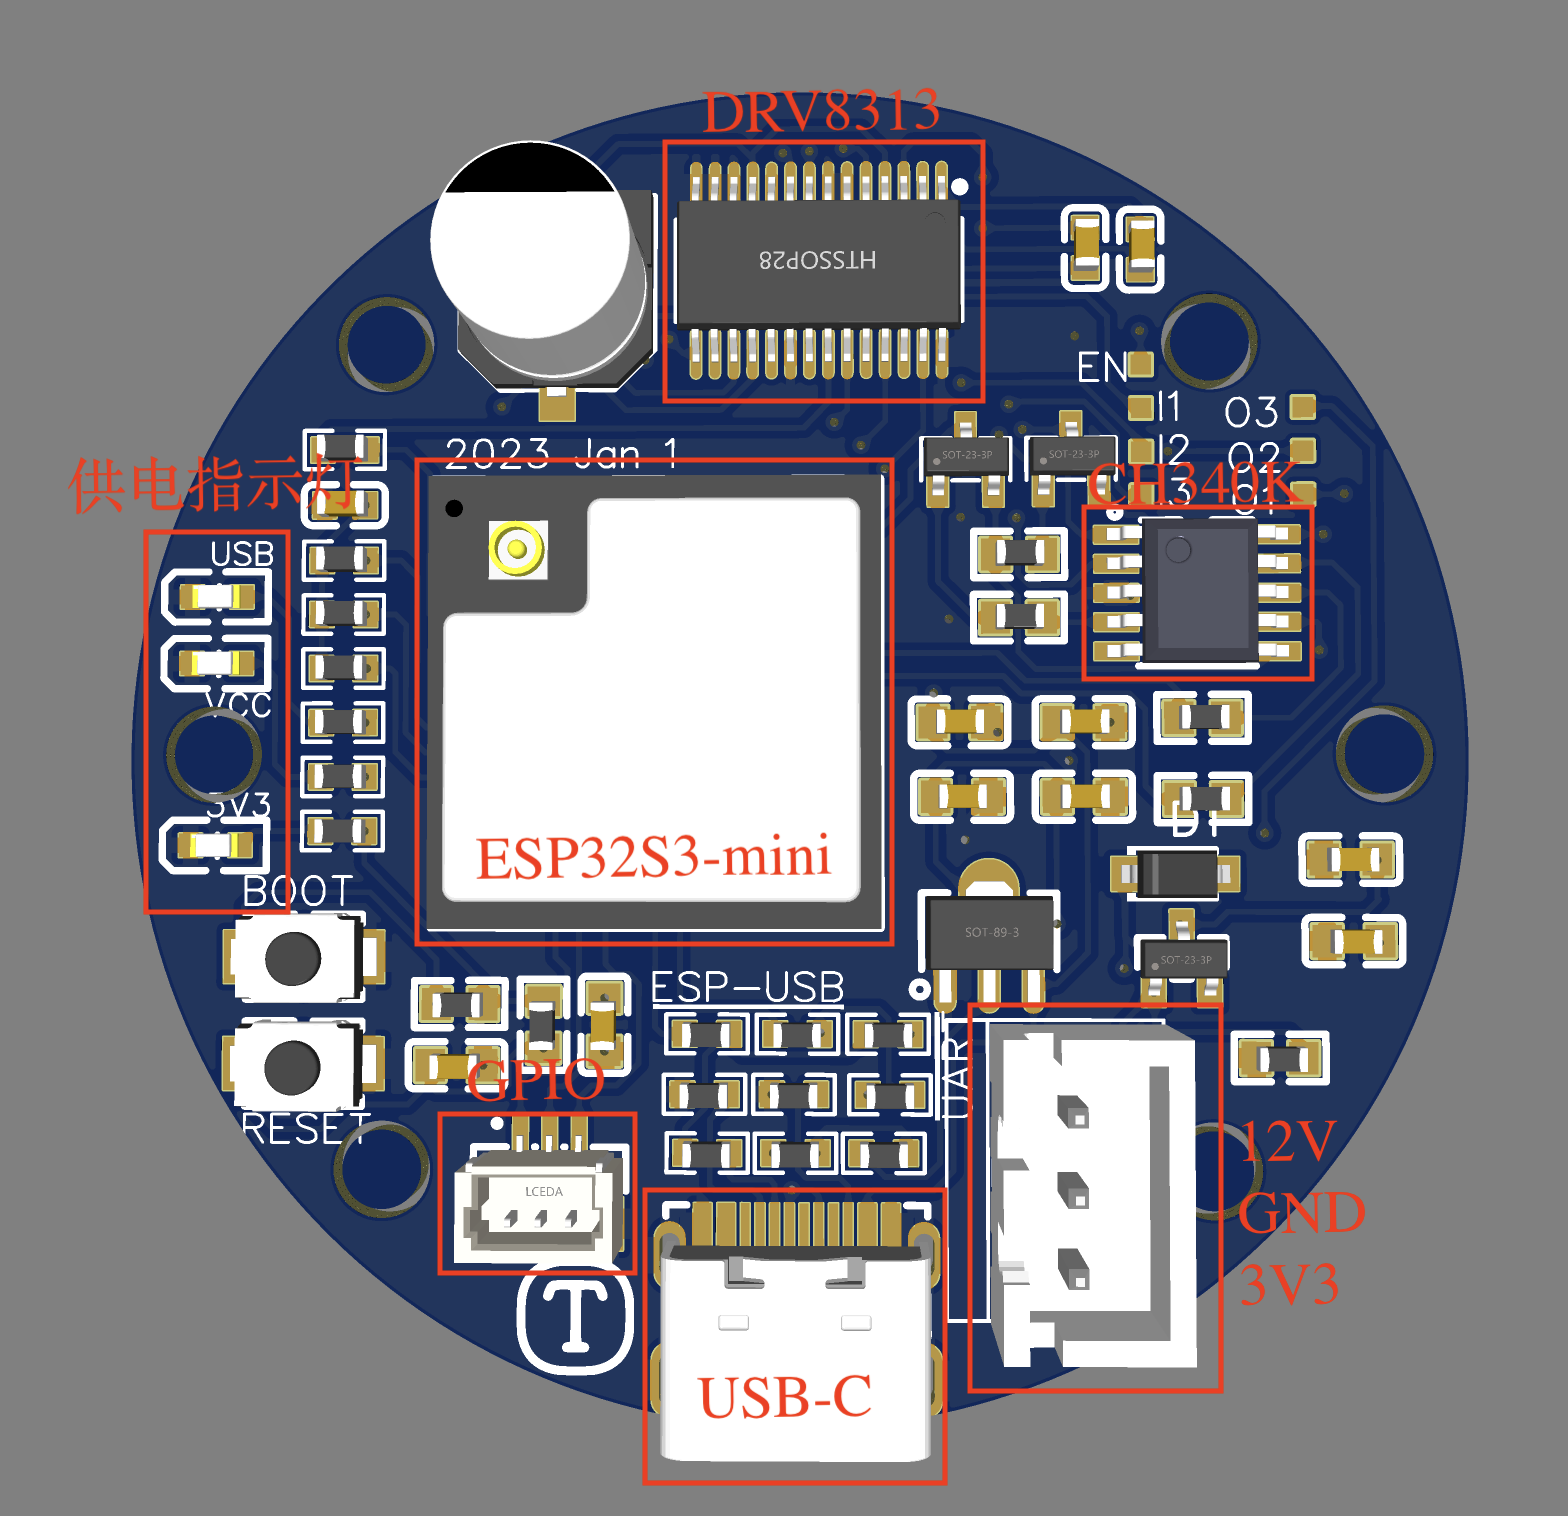 DRV8313
HTSSOP28
EN
I1
O3
I2
O2
I3
O1
2023 Jan 1
SOT-23-3P
SOT-23-3P
供电指示灯
CH340K
USB
VCC
3V3
ESP32S3-mini
D1
BOOT
SOT-89-3
SOT-23-3P
ESP-USB
UAR
GPIO
RESET
12V
GND
3V3
LCEDA
T
USB-C